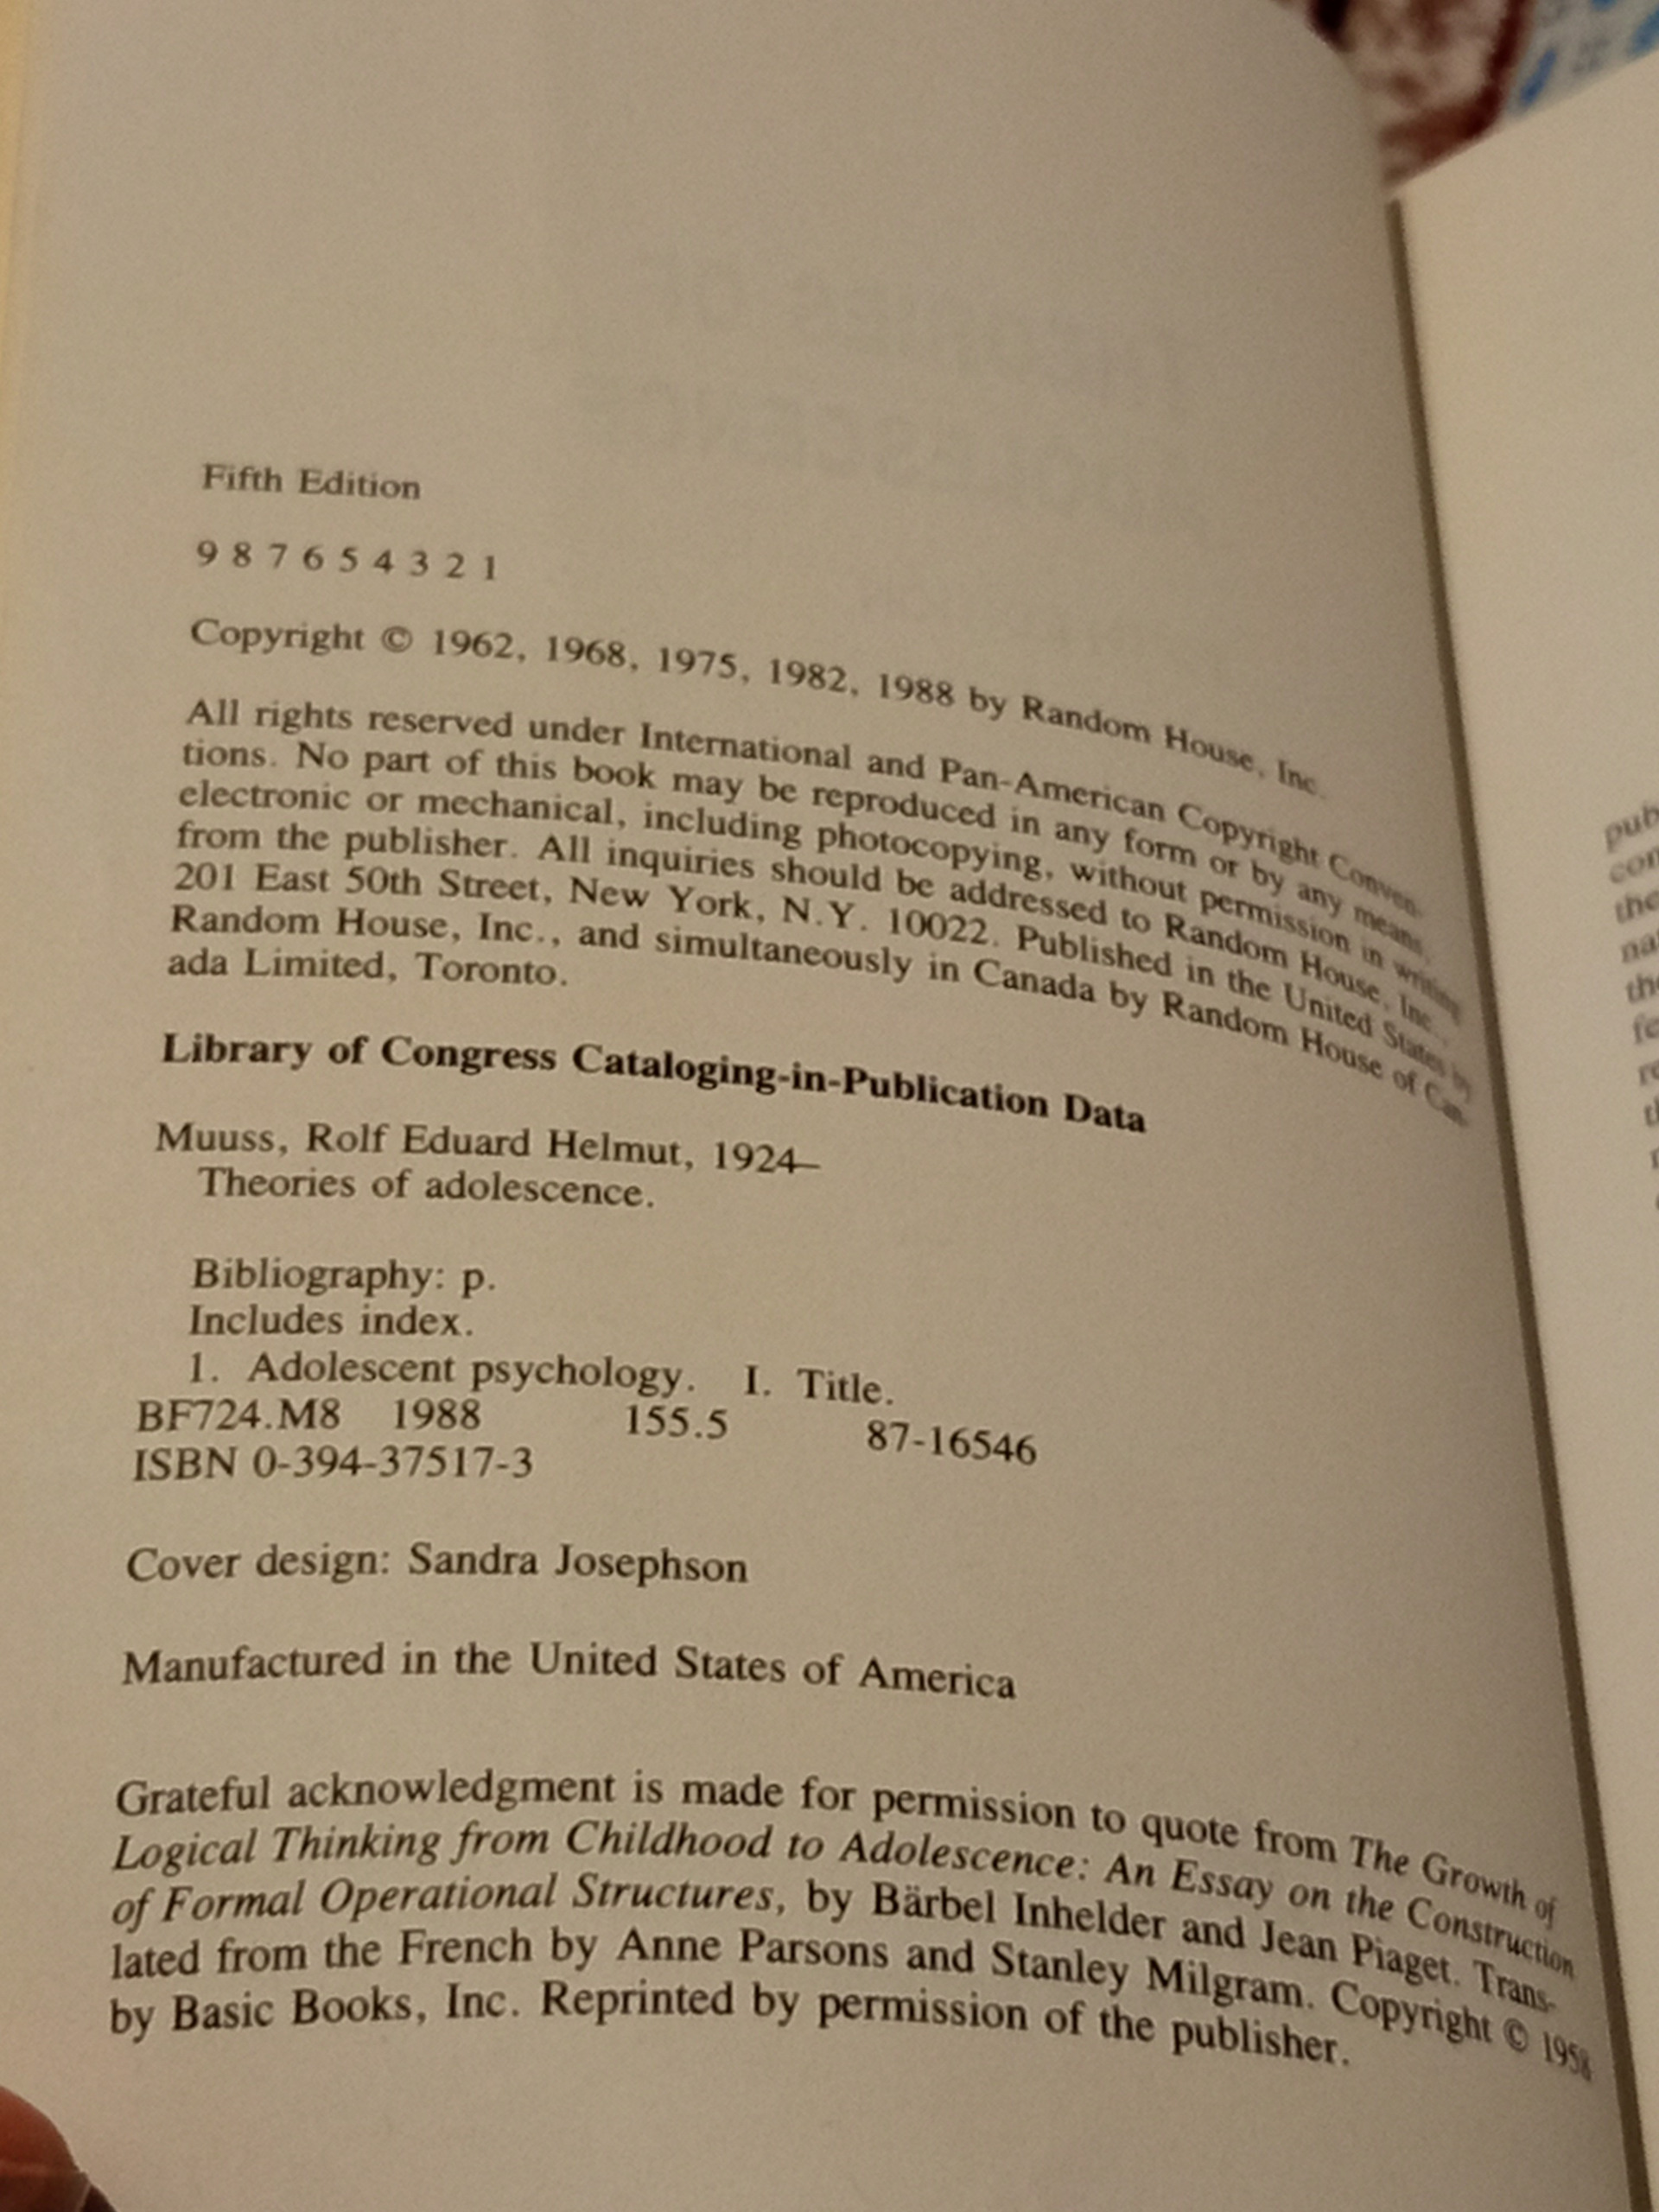 Fifth Edition
9 8 7 6 5 4 3 2 1
Copyright © 1962, 1968, 1975, 1982, 1988 by Random House, Inc.
All rights reserved under International and Pan-American Copyright Conven-
tions. No part of this book may be reproduced in any form or by any means,
electronic or mechanical, including photocopying, without permission in writing
from the publisher. All inquiries should be addressed to Random House, Inc.,
201 East 50th Street, New York, N.Y. 10022. Published in the United States by
Random House, Inc., and simultaneously in Canada by Random House of Can-
ada Limited, Toronto.
Library of Congress Cataloging-in-Publication Data
Muuss, Rolf Eduard Helmut, 1924–
Theories of adolescence.
Bibliography: p.
Includes index.
1. Adolescent psychology. I. Title.
BF724.M8 1988 155.5 87-16546
ISBN 0-394-37517-3
Cover design: Sandra Josephson
Manufactured in the United States of America
Grateful acknowledgment is made for permission to quote from The Growth of
Logical Thinking from Childhood to Adolescence: An Essay on the Construction
of Formal Operational Structures, by Bärbel Inhelder and Jean Piaget. Trans-
lated from the French by Anne Parsons and Stanley Milgram. Copyright © 1958
by Basic Books, Inc. Reprinted by permission of the publisher.